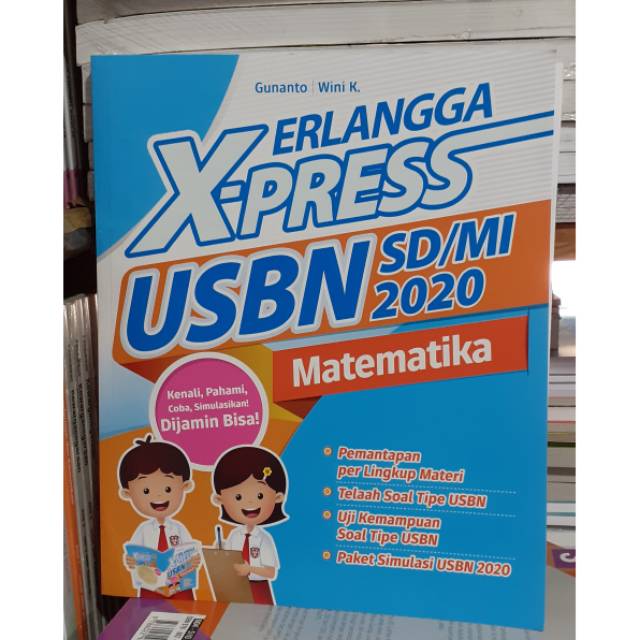 Gunanto | Wini K.
ERLANGGA
X-PRESS
USBN SD/MI
2020
Matematika
Kenali, Pahami,
Coba, Simulasikan!
Dijamin Bisa!
Pemantapan
per Lingkup Materi
Telaah Soal Tipe USBN
Uji Kemampuan
Soal Tipe USBN
Paket Simulasi USBN 2020